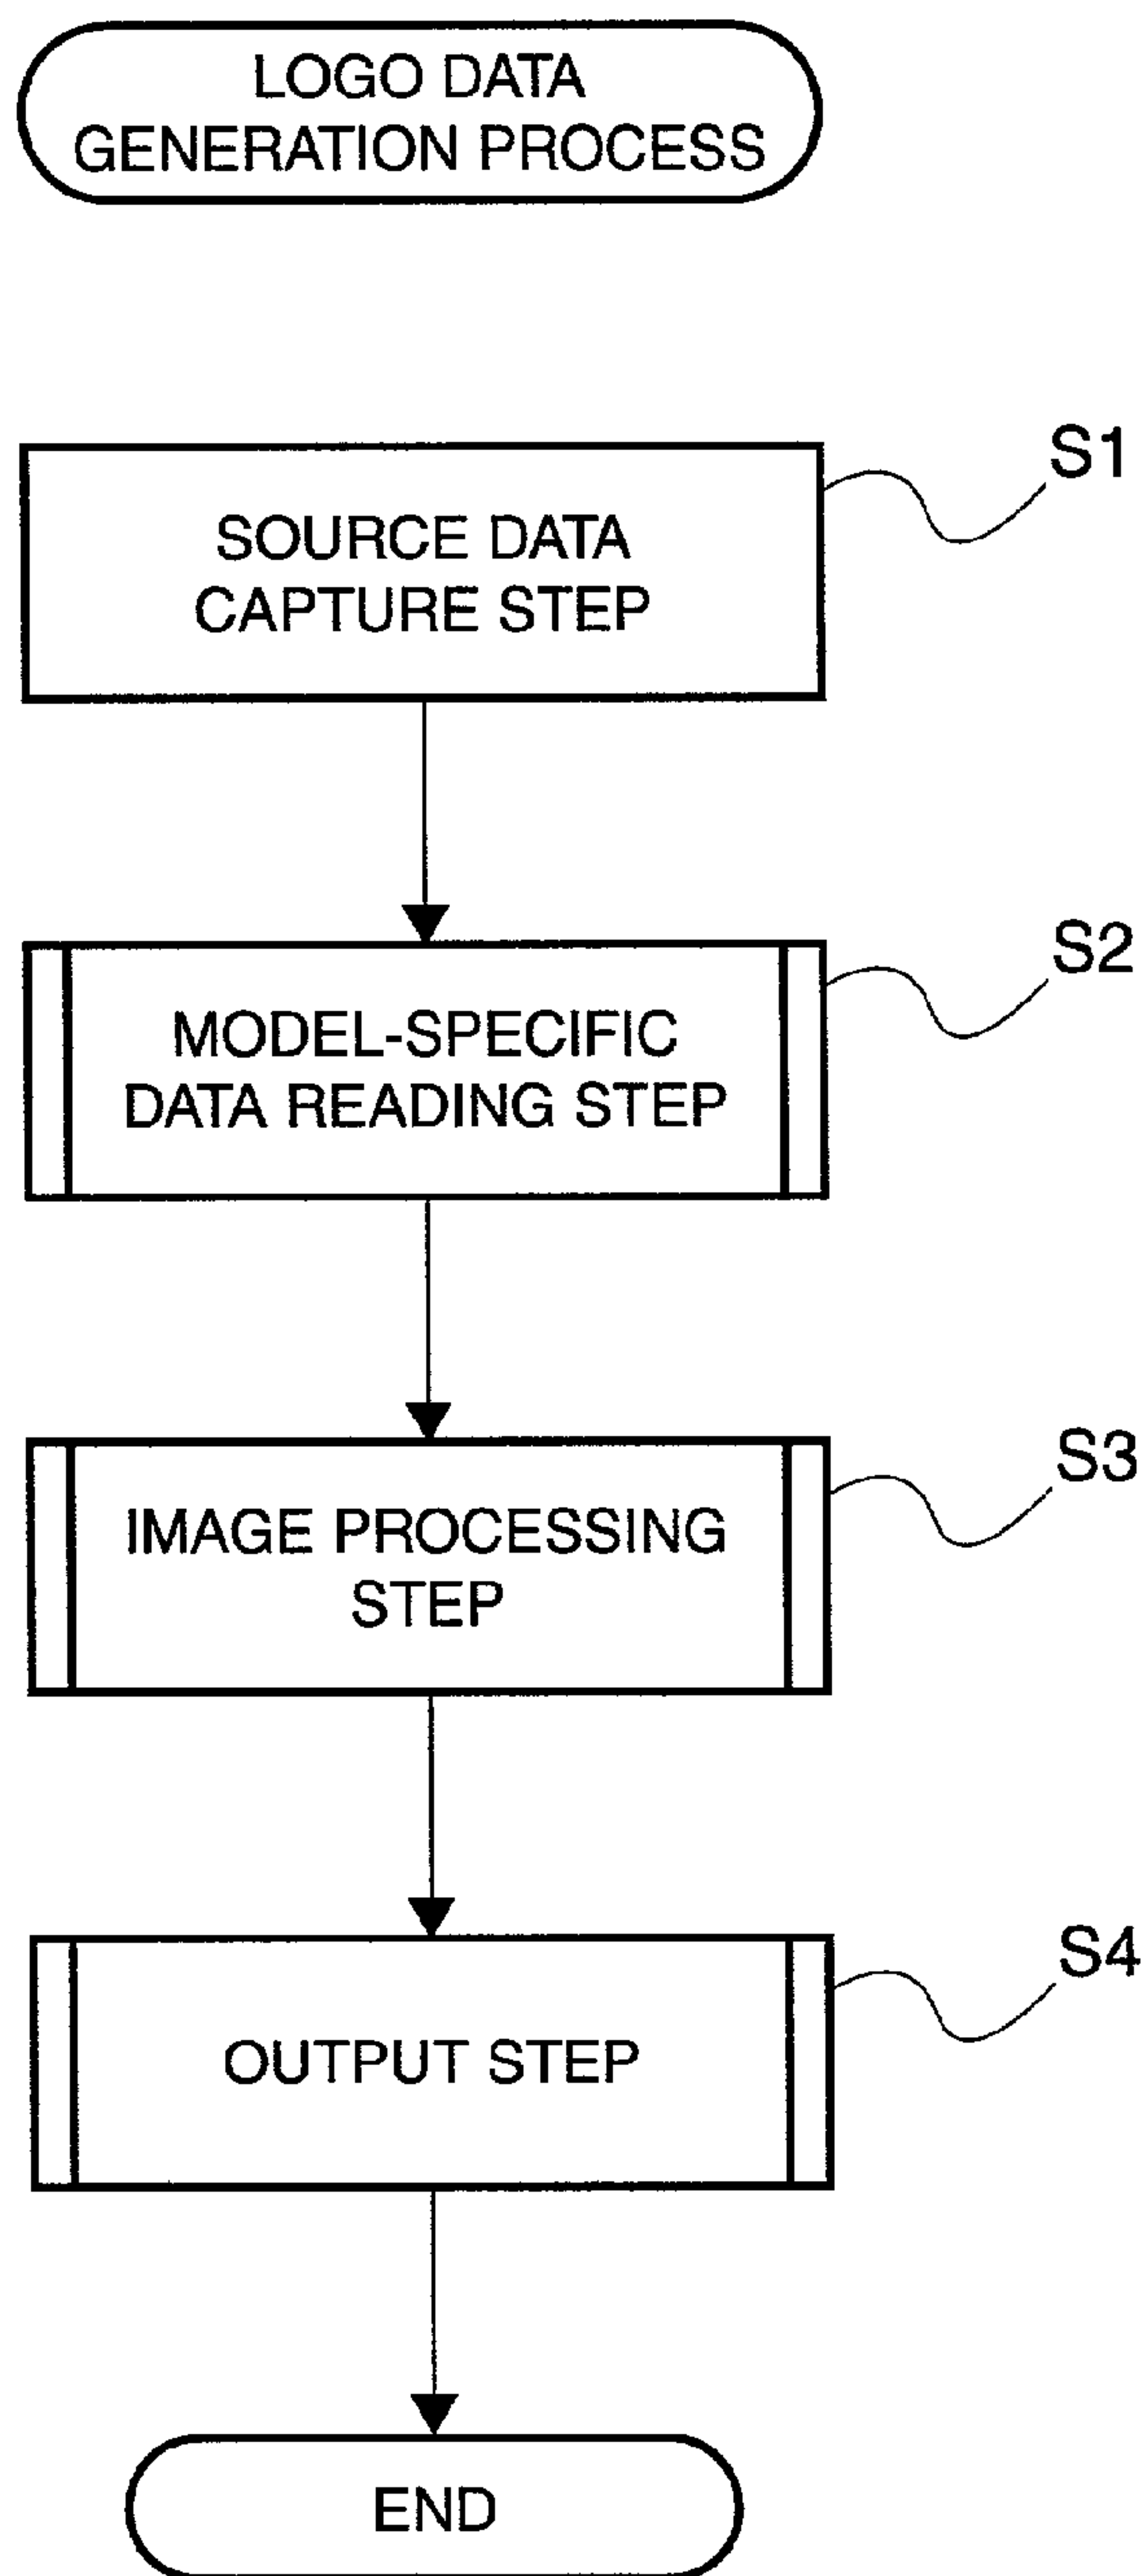 LOGO DATA
GENERATION PROCESS
S1
SOURCE DATA
CAPTURE STEP
S2
MODEL-SPECIFIC
DATA READING STEP
S3
IMAGE PROCESSING
STEP
S4
OUTPUT STEP
END